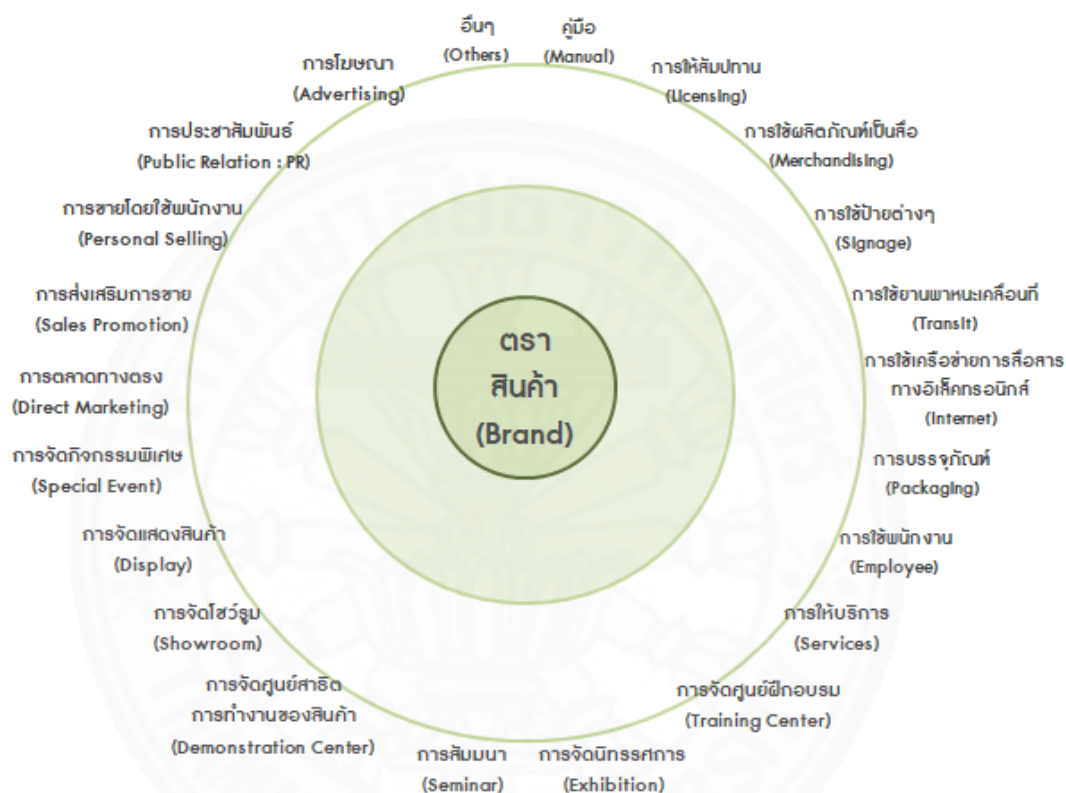 อื่นๆ
(Others)
คู่มือ
(Manual)
การให้สัมปทาน
(Licensing)
การใช้ผลิตภัณฑ์เป็นสื่อ
(Merchandising)
การใช้ป้ายต่างๆ
(Signage)
การใช้ยานพาหนะเคลื่อนที่
(Transit)
การใช้เครือข่ายการสื่อสาร
ทางอิเล็คทรอนิกส์
(Internet)
การบรรจุภัณฑ์
(Packaging)
การใช้พนักงาน
(Employee)
การให้บริการ
(Services)
การจัดศูนย์ฝึกอบรม
(Training Center)
การจัดนิทรรศการ
(Exhibition)
การสัมมนา
(Seminar)
การจัดศูนย์สาธิต
การทำงานของสินค้า
(Demonstration Center)
การจัดโชว์รูม
(Showroom)
การจัดแสดงสินค้า
(Display)
การจัดกิจกรรมพิเศษ
(Special Event)
การตลาดทางตรง
(Direct Marketing)
การส่งเสริมการขาย
(Sales Promotion)
การขายโดยใช้พนักงาน
(Personal Selling)
การประชาสัมพันธ์
(Public Relation : PR)
การโฆษณา
(Advertising)
ตรา
สินค้า
(Brand)